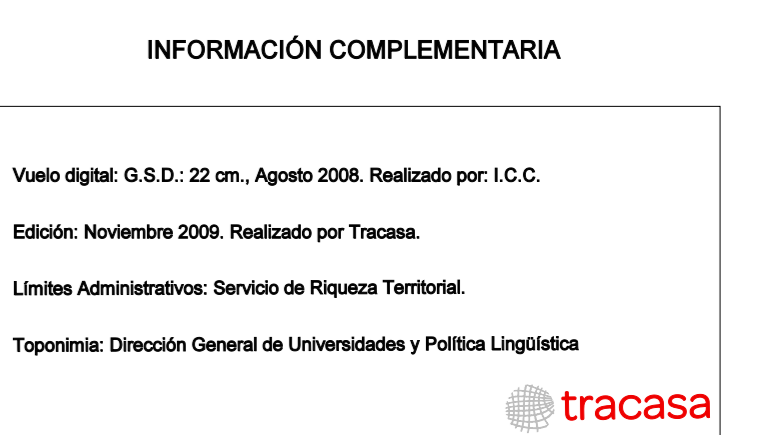 INFORMACIÓN COMPLEMENTARIA
Vuelo digital: G.S.D.: 22 cm., Agosto 2008. Realizado por: I.C.C.
Edición: Noviembre 2009. Realizado por Tracasa.
Límites Administrativos: Servicio de Riqueza Territorial.
Toponimia: Dirección General de Universidades y Política Lingüística
tracasa